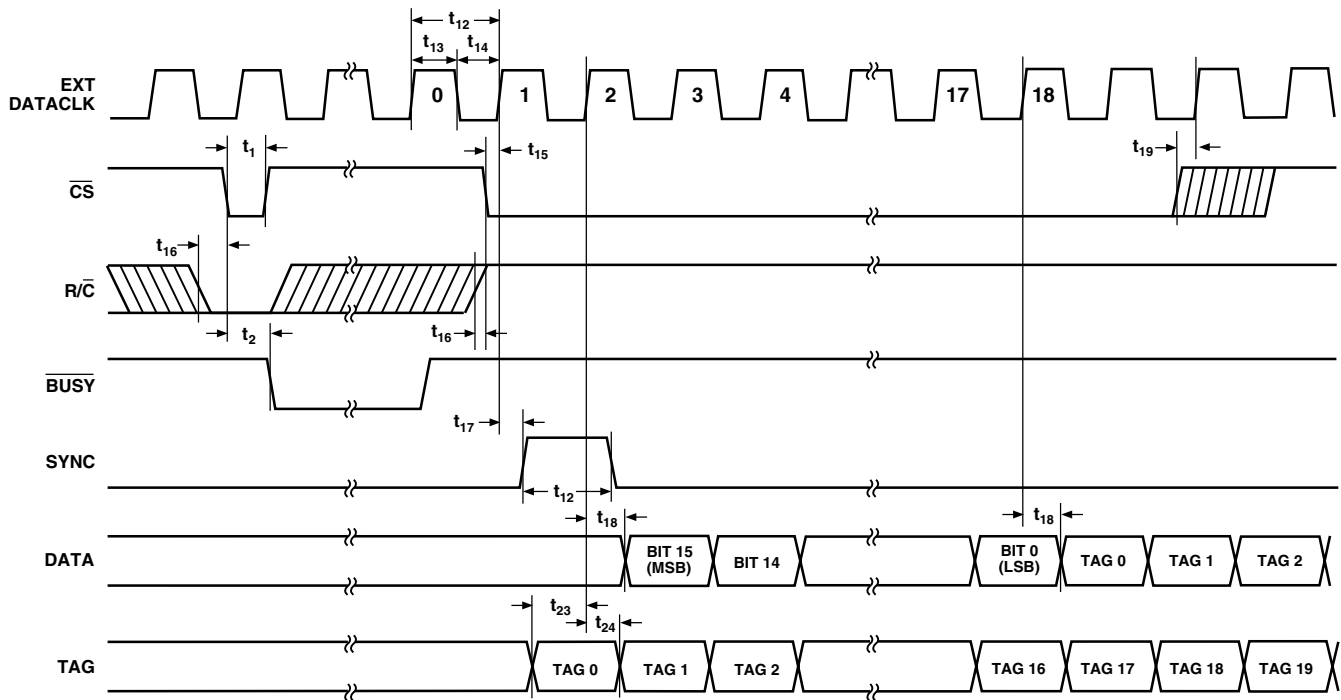 t12
t13 t14
EXT
DATACLK
0 1 2 3 4 17 18
t1 t15 t19
CS
t16
R/C
t2 t16
BUSY
t17
SYNC
t12
t18 t18
DATA
BIT 15
(MSB)
BIT 14
BIT 0
(LSB)
TAG 0 TAG 1 TAG 2
t23
t24
TAG
TAG 0 TAG 1 TAG 2 TAG 16 TAG 17 TAG 18 TAG 19